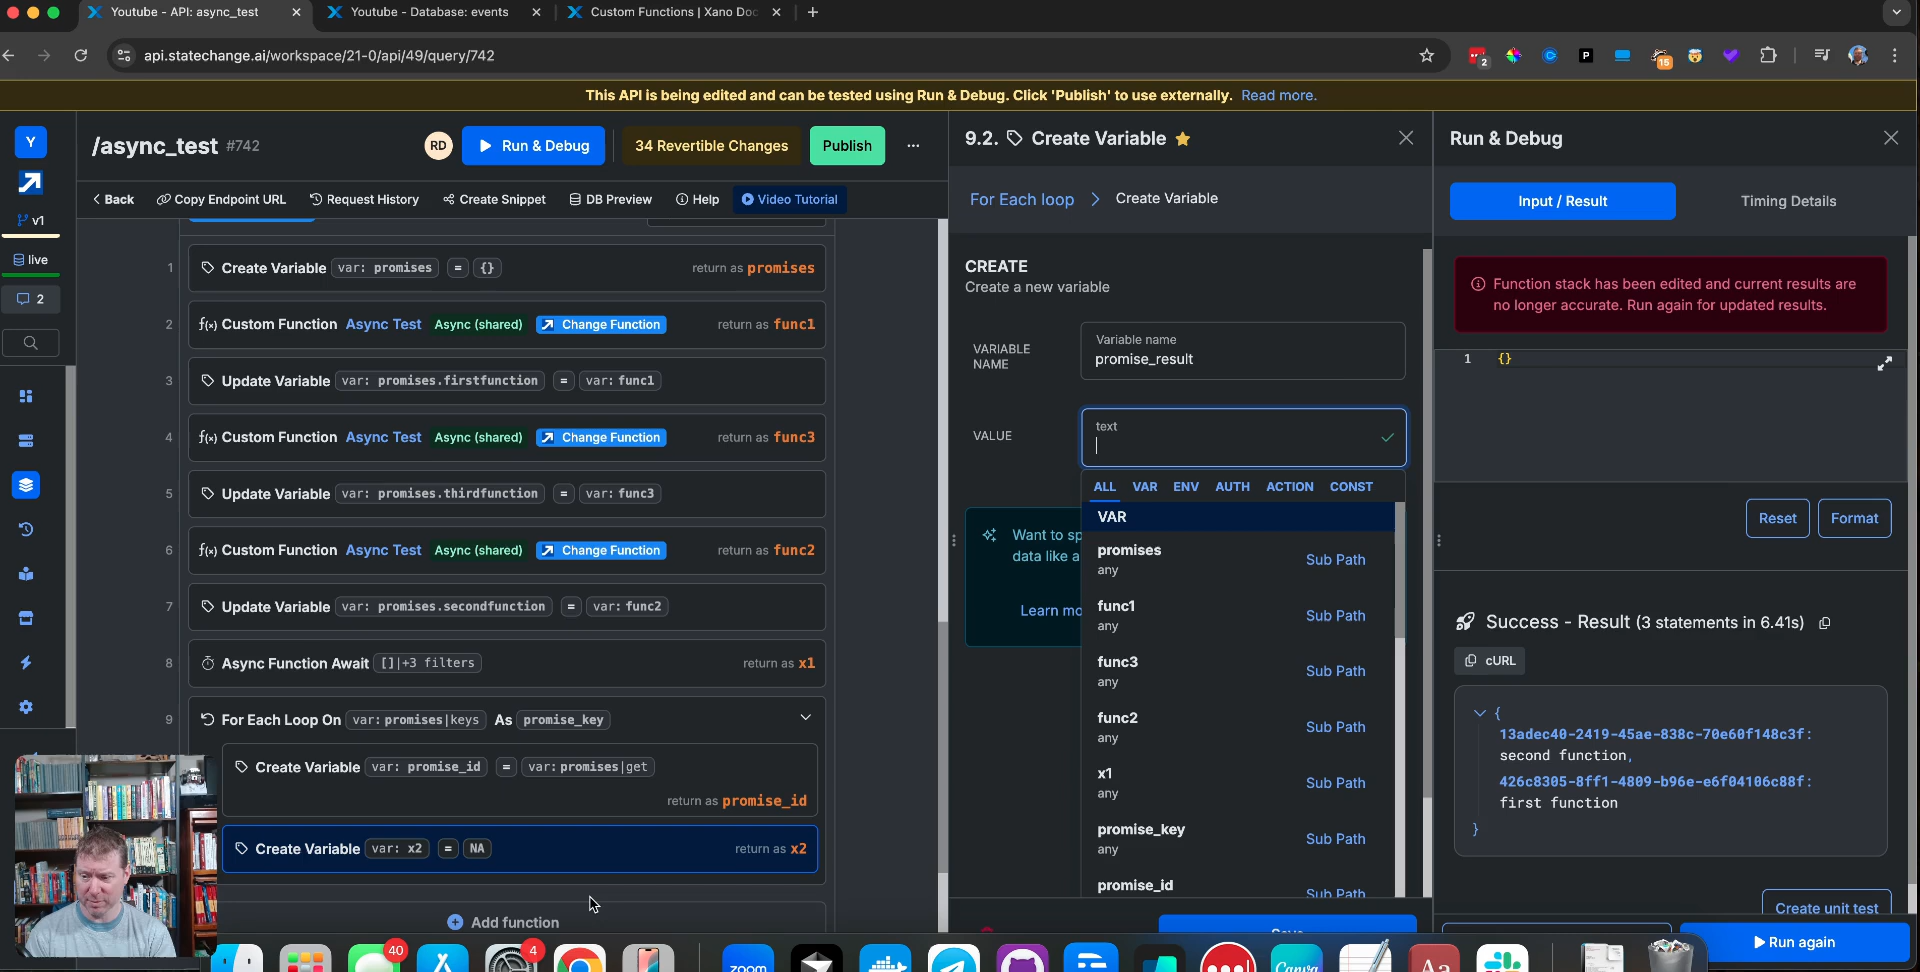 Youtube - API: async_test
Youtube - Database: events
Custom Functions | Xano Doc
api.statechange.ai/workspace/21-0/api/49/query/742
2
15
This API is being edited and can be tested using Run & Debug. Click 'Publish' to use externally. Read more.
Y
v1
live
2
/async_test #742
RD
Run & Debug
34 Revertible Changes
Publish
Back
Copy Endpoint URL
Request History
Create Snippet
DB Preview
Help
Video Tutorial
1 Create Variable var: promises = {} return as promises
2 f(x) Custom Function Async Test Async (shared) Change Function return as func1
3 Update Variable var: promises.firstfunction = var: func1
4 f(x) Custom Function Async Test Async (shared) Change Function return as func3
5 Update Variable var: promises.thirdfunction = var: func3
6 f(x) Custom Function Async Test Async (shared) Change Function return as func2
7 Update Variable var: promises.secondfunction = var: func2
8 Async Function Await []|+3 filters return as x1
9 For Each Loop On var: promises|keys As promise_key
Create Variable var: promise_id = var: promises|get
return as promise_id
Create Variable var: x2 = NA return as x2
Add function
9.2. Create Variable
For Each loop > Create Variable
CREATE
Create a new variable
VARIABLE
NAME
Variable name
promise_result
VALUE
text
ALL VAR ENV AUTH ACTION CONST
VAR
promises
any
Sub Path
func1
any
Sub Path
func3
any
Sub Path
func2
any
Sub Path
x1
any
Sub Path
promise_key
any
Sub Path
promise_id
Sub Path
Want to sp
data like a
Learn mo
Save
Run & Debug
Input / Result
Timing Details
Function stack has been edited and current results are
no longer accurate. Run again for updated results.
1 {}
Reset
Format
Success - Result (3 statements in 6.41s)
cURL
{
13adec40-2419-45ae-838c-70e60f148c3f:
second function,
426c8305-8ff1-4809-b96e-e6f04106c88f:
first function
}
Create unit test
Run again
40
4
zoom
Canva
Aa